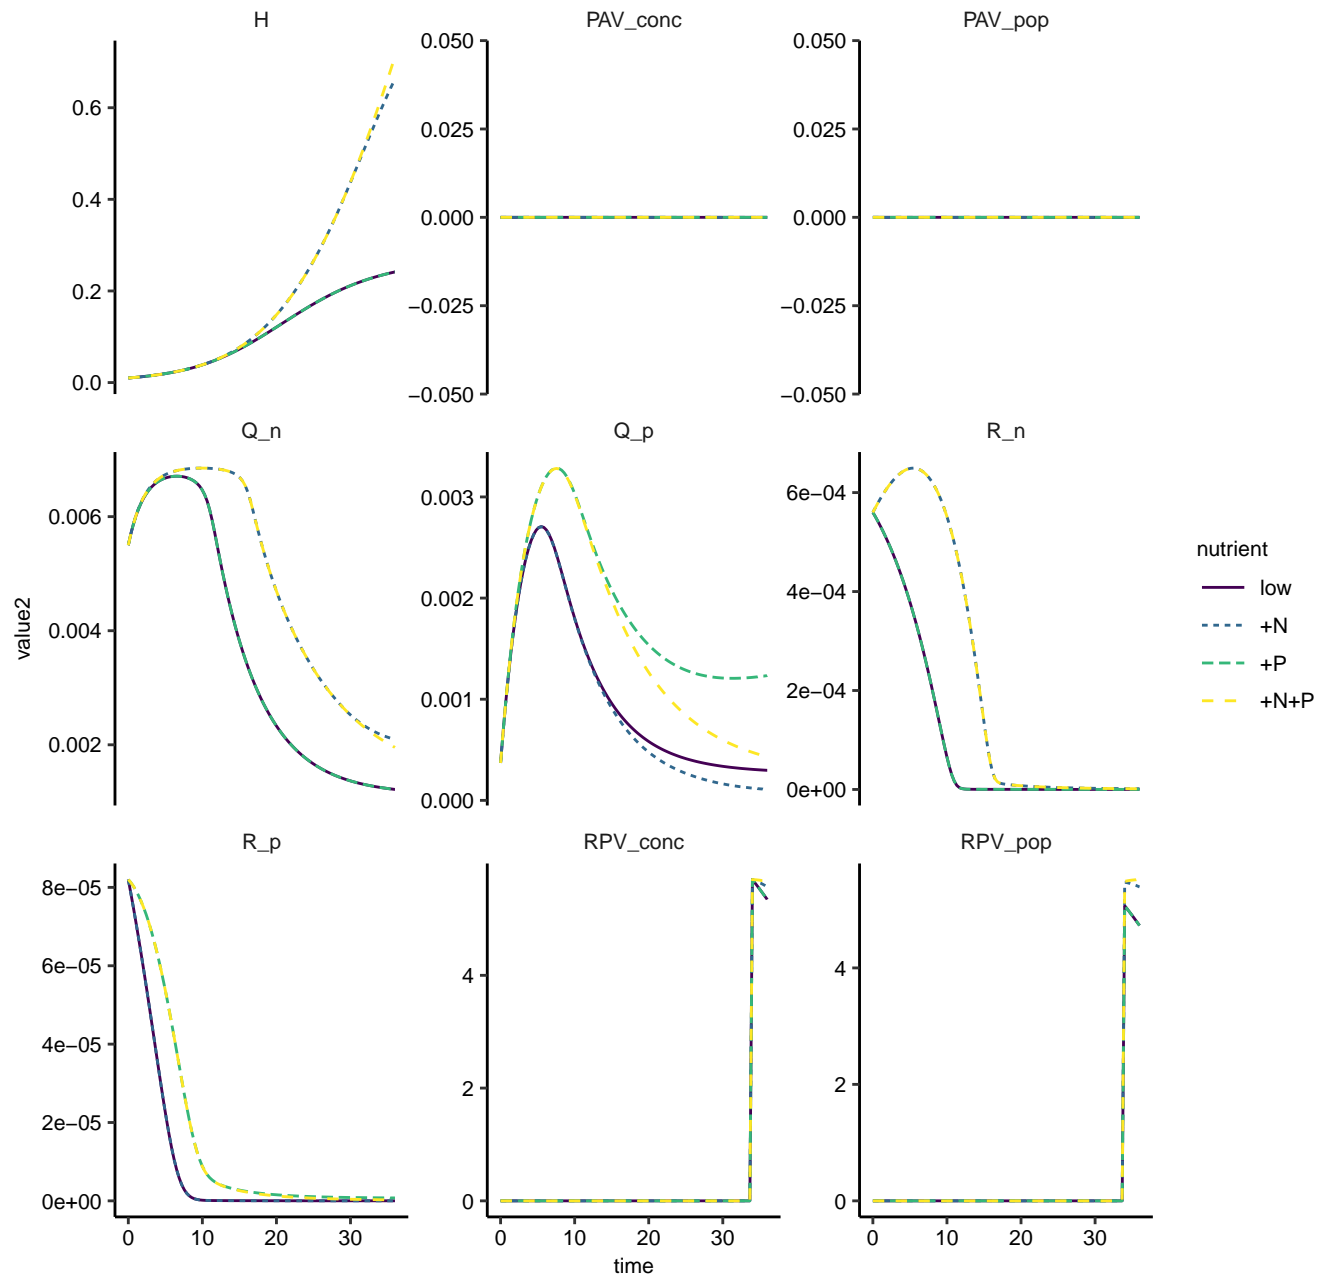 H
PAV_conc
PAV_pop
0.6
0.4
0.2
0.0
0.050
0.025
0.000
−0.025
−0.050
0.050
0.025
0.000
−0.025
−0.050
Q_n
Q_p
R_n
0.006
0.004
0.002
0.003
0.002
0.001
0.000
6e−04
4e−04
2e−04
0e+00
value2
nutrient
low
+N
+P
+N+P
R_p
RPV_conc
RPV_pop
8e−05
6e−05
4e−05
2e−05
0e+00
4
2
0
4
2
0
0 10 20 30
0 10 20 30
0 10 20 30
time